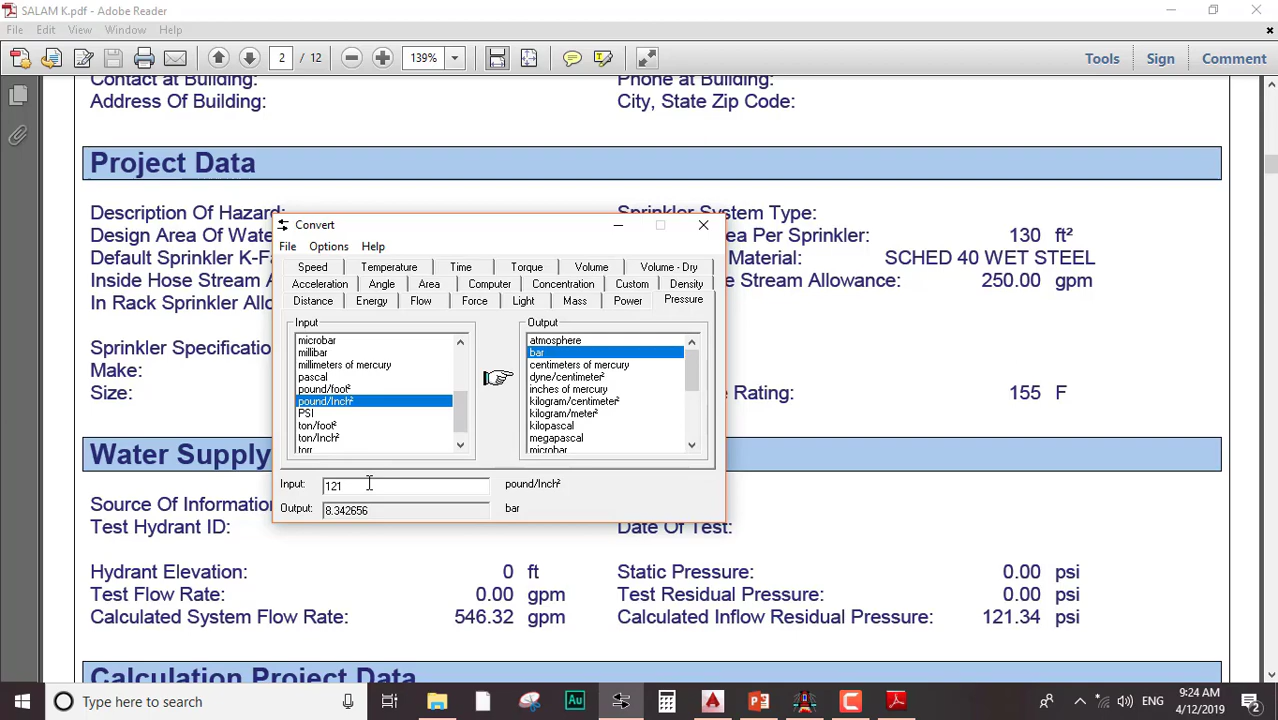 SALAM K.pdf - Adobe Reader
File Edit View Window Help
2 / 12 139% Tools Sign Comment
Contact at Building: Phone at Building:
Address Of Building: City, State Zip Code:
Project Data
Description Of Hazard: Sprinkler System Type:
Design Area Of Wate ea Per Sprinkler: 130 ft²
Default Sprinkler K-Fa Material: SCHED 40 WET STEEL
Inside Hose Stream A e Stream Allowance: 250.00 gpm
In Rack Sprinkler Allo
Sprinkler Specificatio
Make:
Size: e Rating: 155 F
Convert
File Options Help
Speed Temperature Time Torque Volume Volume - Dry
Acceleration Angle Area Computer Concentration Custom Density
Distance Energy Flow Force Light Mass Power Pressure
Input Output
microbar atmosphere
millibar bar
millimeters of mercury centimeters of mercury
pascal dyne/centimeter²
pound/foot² inches of mercury
pound/Inch² kilogram/centimeter²
PSI kilogram/meter²
ton/foot² kilopascal
ton/Inch² megapascal
torr microbar
Input: 121 pound/Inch²
Output: 8.342656 bar
Water Supply
Source Of Information
Test Hydrant ID: Date Of Test:
Hydrant Elevation: 0 ft Static Pressure: 0.00 psi
Test Flow Rate: 0.00 gpm Test Residual Pressure: 0.00 psi
Calculated System Flow Rate: 546.32 gpm Calculated Inflow Residual Pressure: 121.34 psi
Calculation Project Data
Type here to search
Au
ENG
9:24 AM
4/12/2019
2